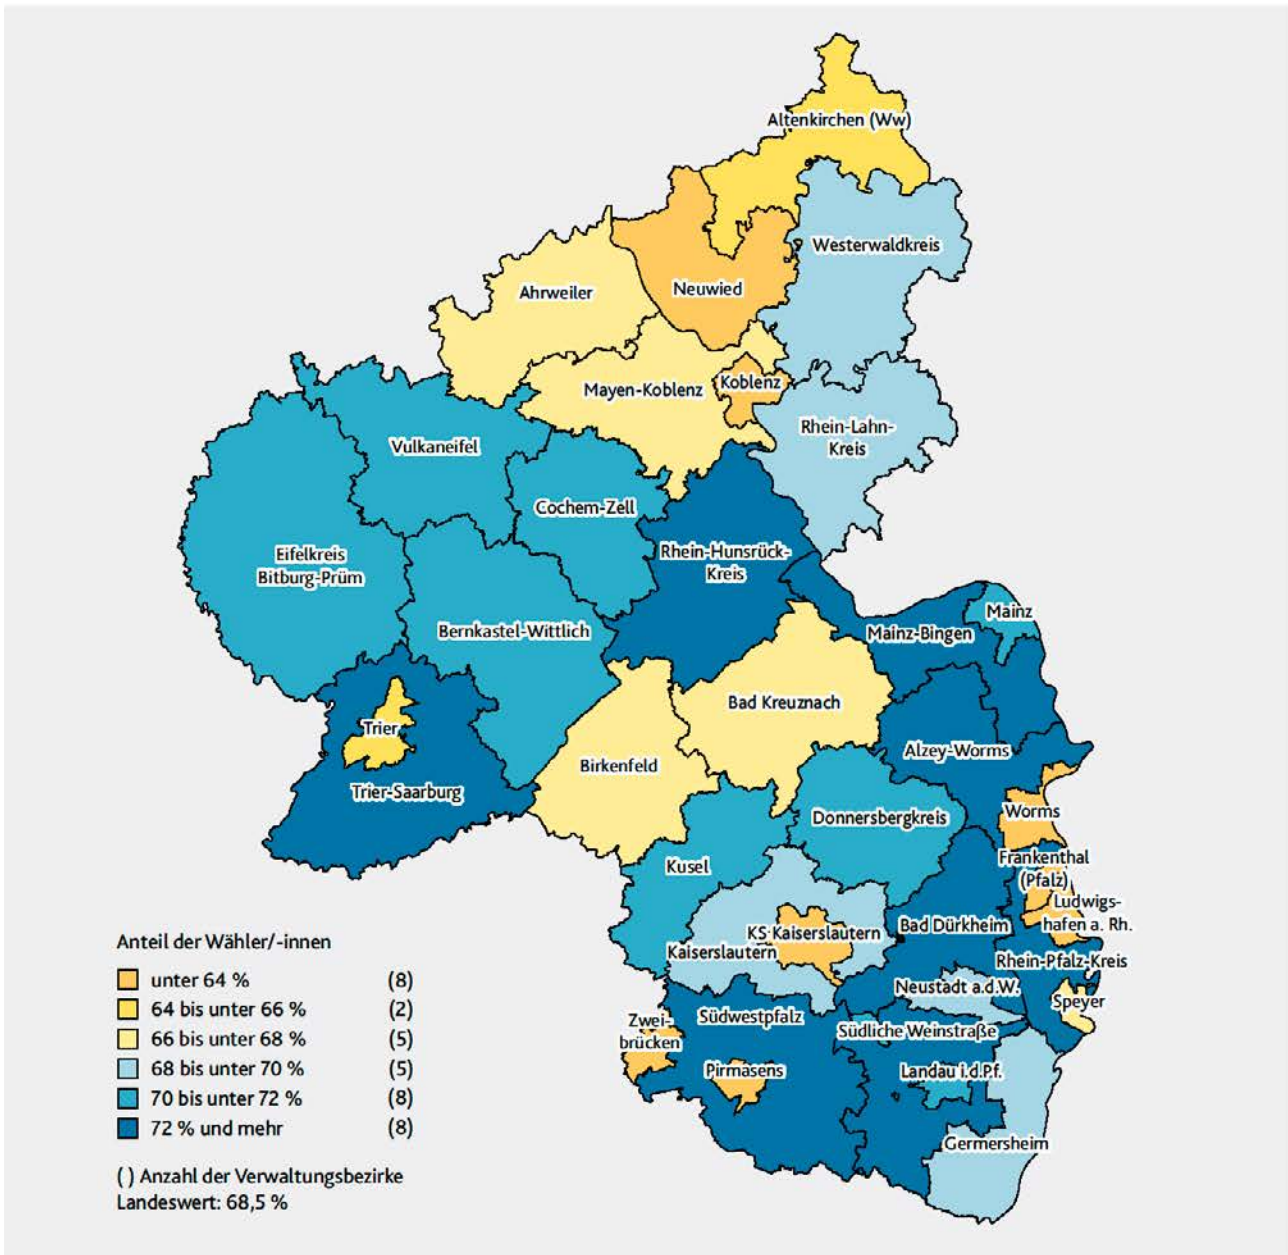 Altenkirchen (Ww)
Westerwaldkreis
Neuwied
Ahrweiler
Koblenz
Mayen-Koblenz
Rhein-Lahn-
Kreis
Vulkaneifel
Cochem-Zell
Eifelkreis
Bitburg-Prüm
Rhein-Hunsrück-
Kreis
Mainz
Mainz-Bingen
Bernkastel-Wittlich
Bad Kreuznach
Trier
Alzey-Worms
Birkenfeld
Trier-Saarburg
Worms
Donnersbergkreis
Frankenthal
(Pfalz)
Kusel
Ludwigs-
hafen a. Rh.
Bad Dürkheim
KS Kaiserslautern
Kaiserslautern
Rhein-Pfalz-Kreis
Neustadt a.d.W.
Speyer
Südwestpfalz
Zwei-
brücken
Südliche Weinstraße
Pirmasens
Landau i.d.Pf.
Germersheim
Anteil der Wähler/-innen
unter 64 % (8)
64 bis unter 66 % (2)
66 bis unter 68 % (5)
68 bis unter 70 % (5)
70 bis unter 72 % (8)
72 % und mehr (8)
( ) Anzahl der Verwaltungsbezirke
Landeswert: 68,5 %